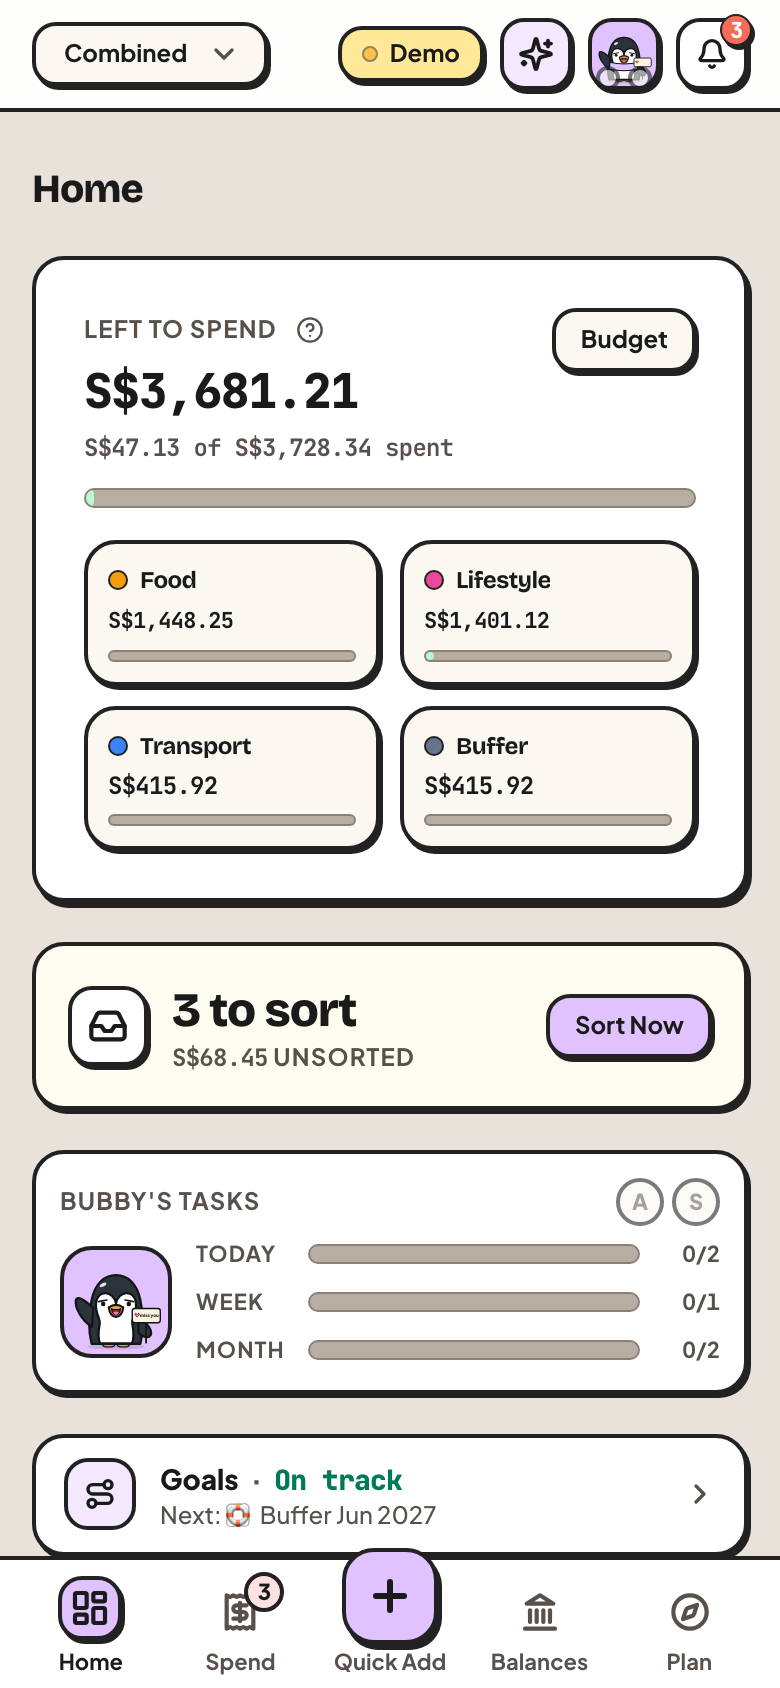 Combined
Demo
3
Home
LEFT TO SPEND
?
Budget
S$3,681.21
S$47.13 of S$3,728.34 spent
Food
S$1,448.25
Lifestyle
S$1,401.12
Transport
S$415.92
Buffer
S$415.92
3 to sort
S$68.45 UNSORTED
Sort Now
BUBBY'S TASKS
A
S
miss you
TODAY
0/2
WEEK
0/1
MONTH
0/2
Goals · On track
Next: Buffer Jun 2027
$
3
Home
Spend
Quick Add
Balances
Plan